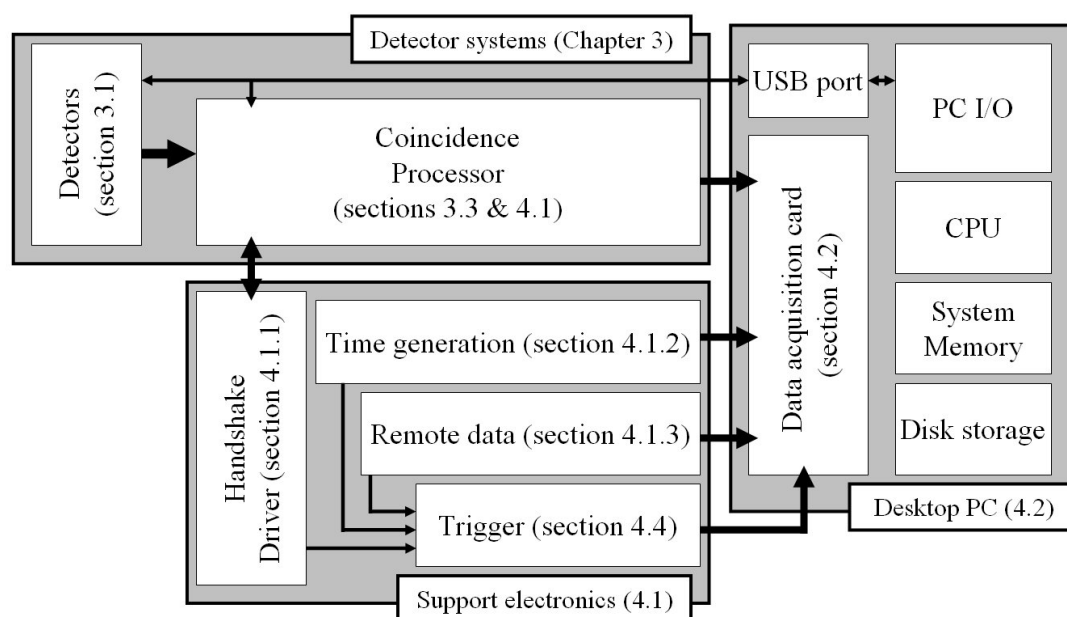 Detector systems (Chapter 3)
Detectors
(section 3.1)
Coincidence
Processor
(sections 3.3 & 4.1)
USB port
PC I/O
CPU
System
Memory
Disk storage
Data acquisition card
(section 4.2)
Desktop PC (4.2)
Handshake
Driver (section 4.1.1)
Time generation (section 4.1.2)
Remote data (section 4.1.3)
Trigger (section 4.4)
Support electronics (4.1)